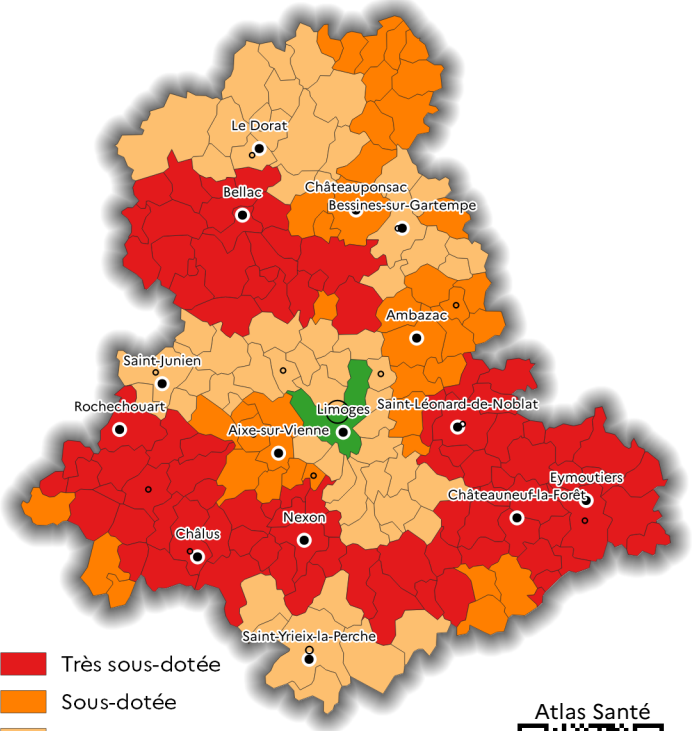 Le Dorat
Bellac
Châteauponsac
Bessines-sur-Gartempe
Ambazac
Saint-Junien
Rochechouart
Limoges
Saint-Léonard-de-Noblat
Aixe-sur-Vienne
Eymoutiers
Châteauneuf-la-Forêt
Nexon
Châlus
Saint-Yrieix-la-Perche
Très sous-dotée
Sous-dotée
Atlas Santé